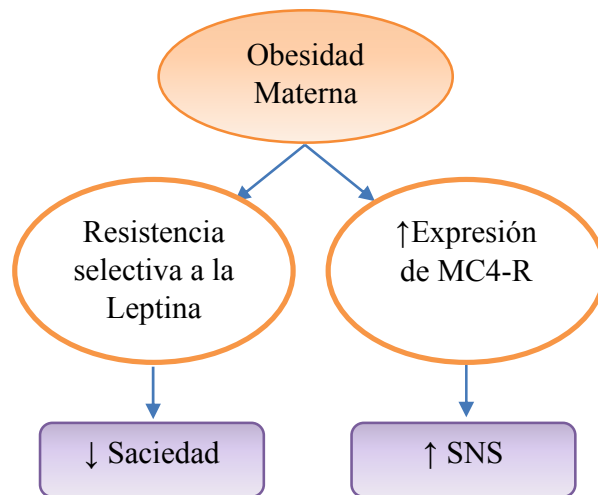 Obesidad
Materna
Resistencia
selectiva a la
Leptina
↑Expresión
de MC4-R
↓ Saciedad
↑ SNS